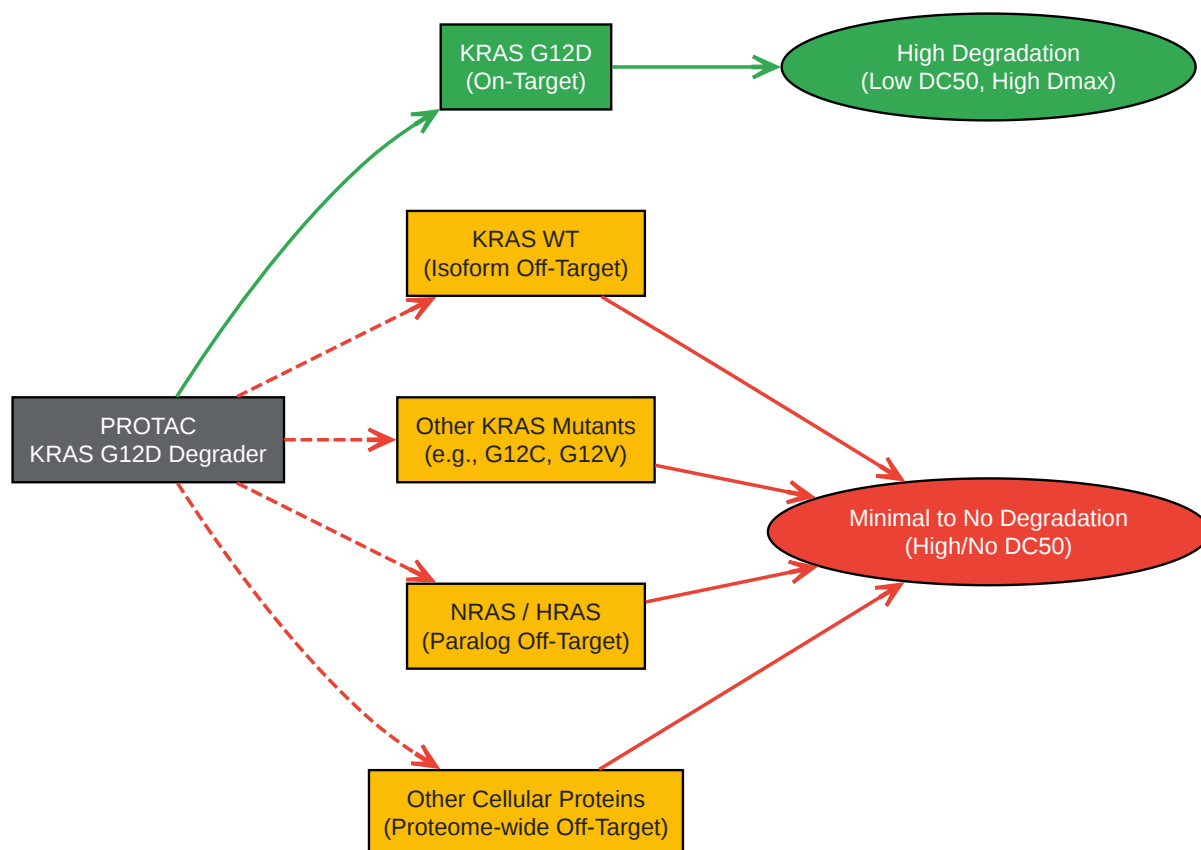 KRAS G12D
(On-Target)
High Degradation
(Low DC50, High Dmax)
KRAS WT
(Isoform Off-Target)
PROTAC
KRAS G12D Degrader
Other KRAS Mutants
(e.g., G12C, G12V)
Minimal to No Degradation
(High/No DC50)
NRAS / HRAS
(Paralog Off-Target)
Other Cellular Proteins
(Proteome-wide Off-Target)